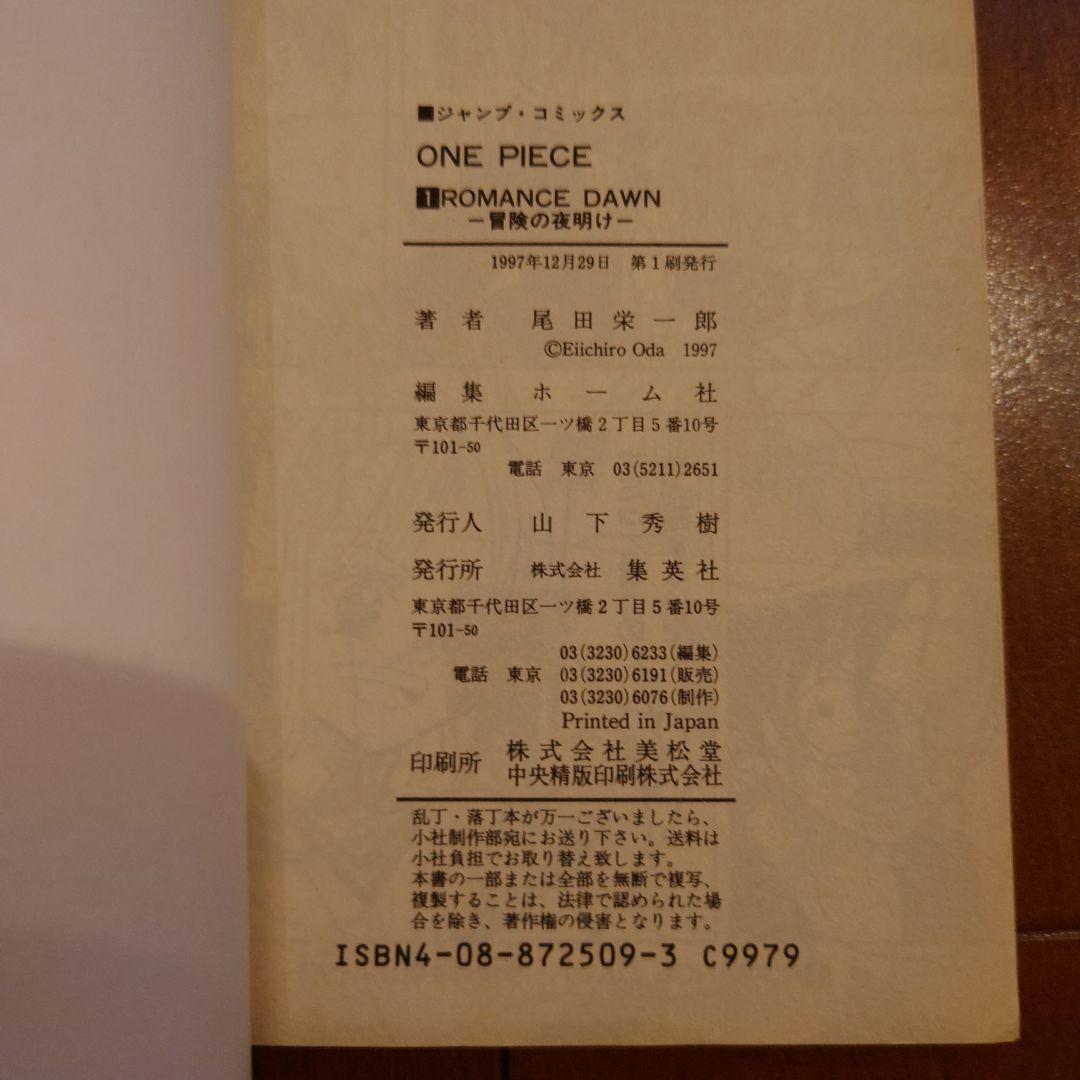 ■ジャンプ・コミックス
ONE PIECE
1 ROMANCE DAWN
―冒険の夜明け―
1997年12月29日 第1刷発行
著者 尾田栄一郎
©Eiichiro Oda 1997
編集 ホーム社
東京都千代田区一ツ橋2丁目5番10号
〒101-50
電話 東京 03(5211)2651
発行人 山下秀樹
発行所 株式会社 集英社
東京都千代田区一ツ橋2丁目5番10号
〒101-50
03(3230)6233(編集)
電話 東京 03(3230)6191(販売)
03(3230)6076(制作)
Printed in Japan
印刷所 株式会社美松堂
中央精版印刷株式会社
乱丁・落丁本が万一ございましたら、
小社制作部宛にお送り下さい。送料は
小社負担でお取り替え致します。
本書の一部または全部を無断で複写、
複製することは、法律で認められた場
合を除き、著作権の侵害となります。
ISBN4-08-872509-3 C9979